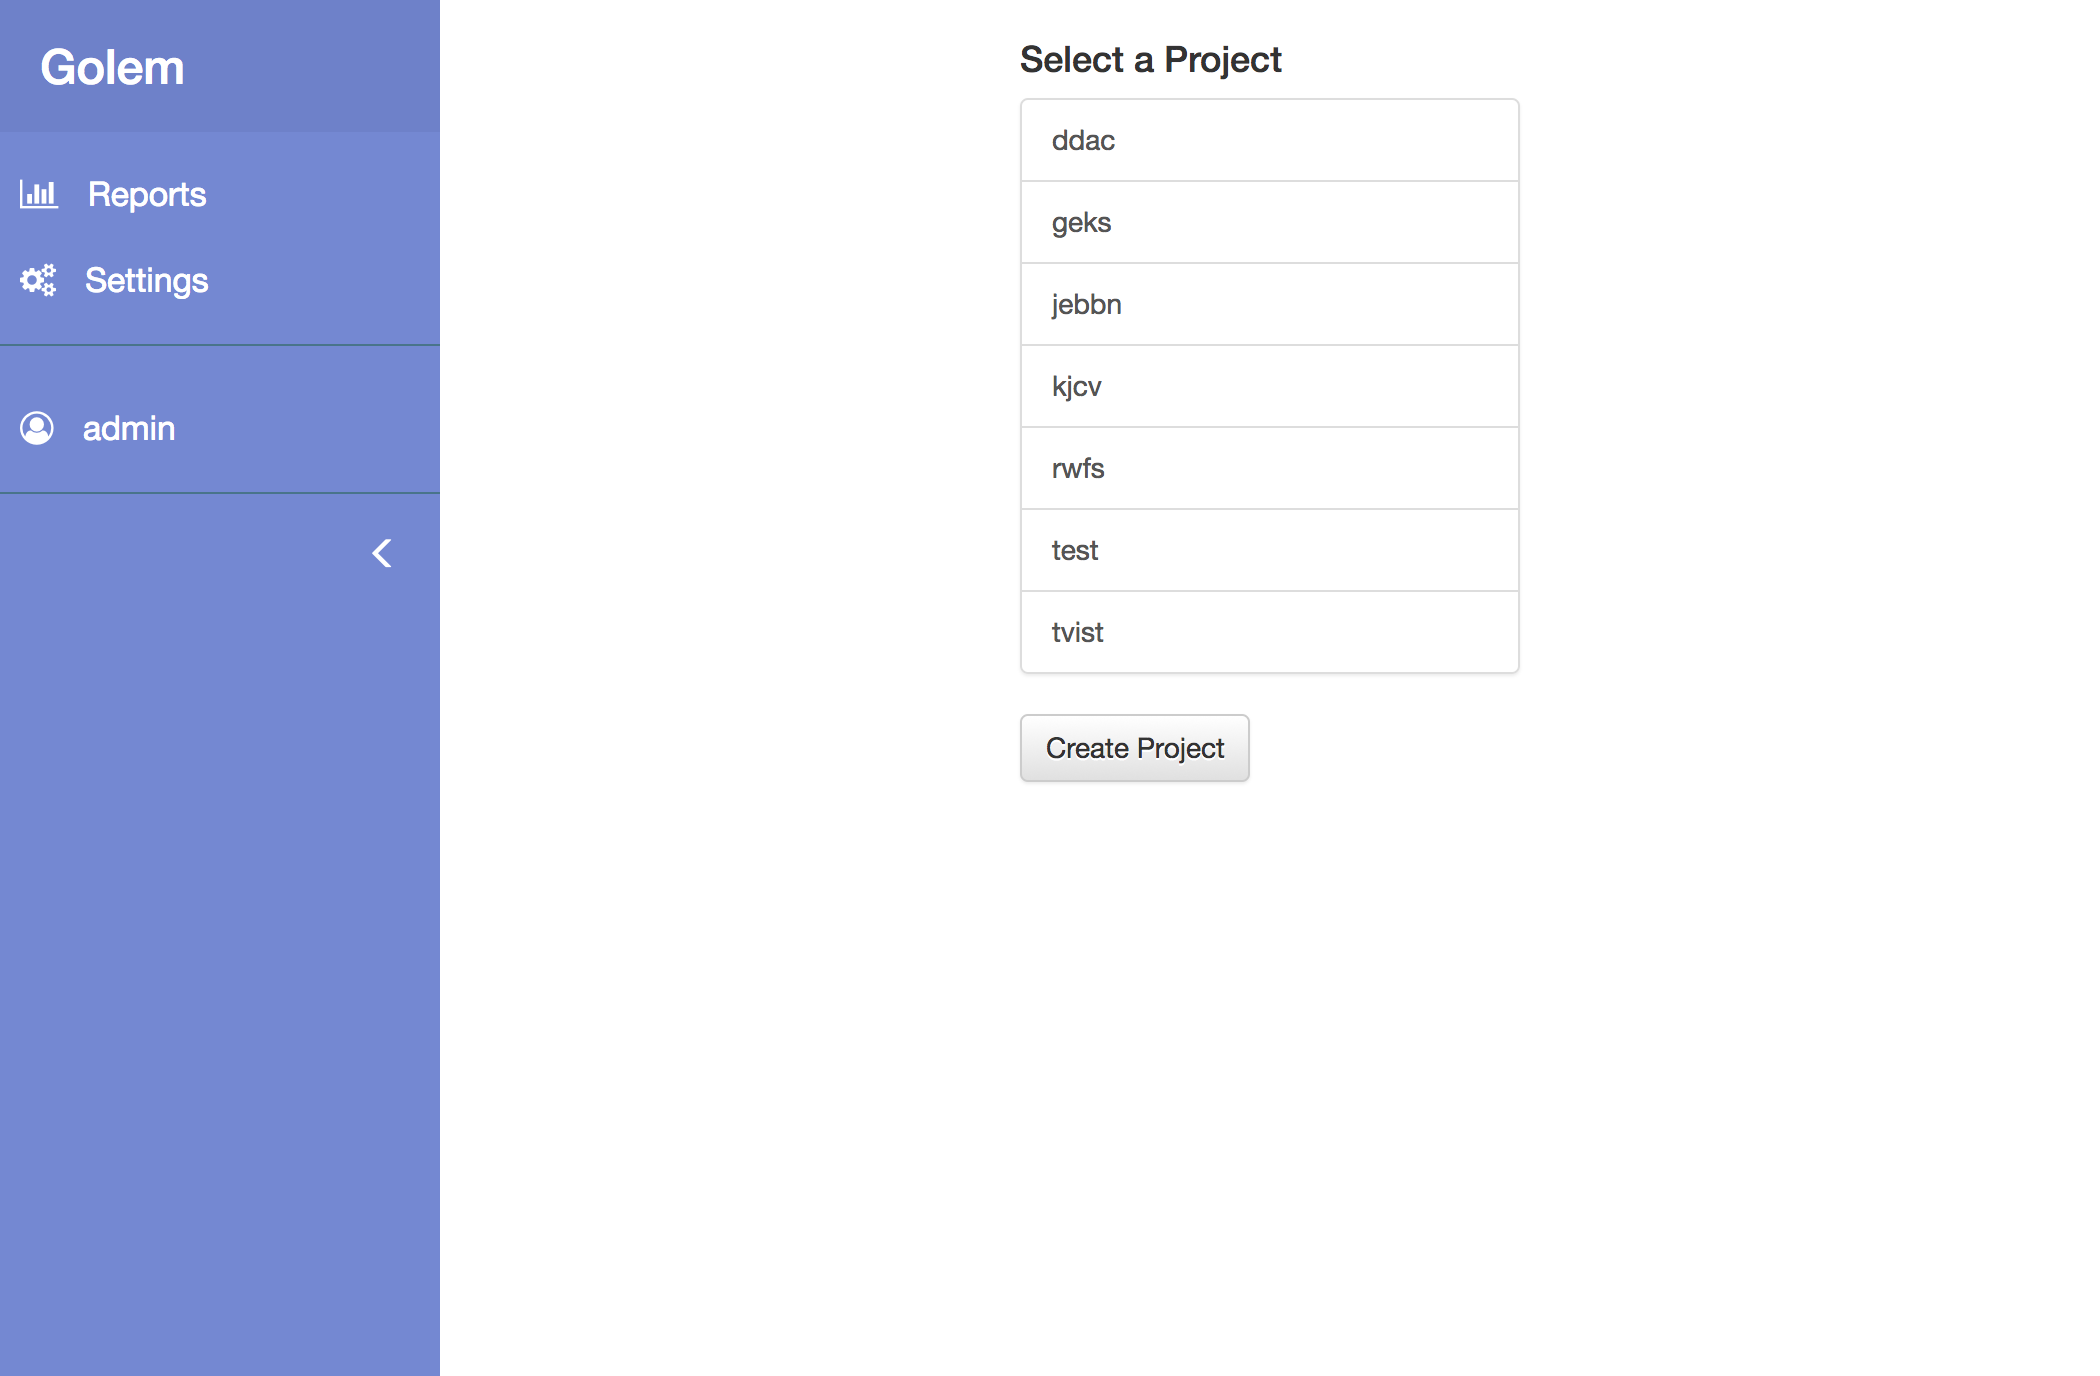 Golem
Reports
Settings
admin
Select a Project
ddac
geks
jebbn
kjcv
rwfs
test
tvist
Create Project